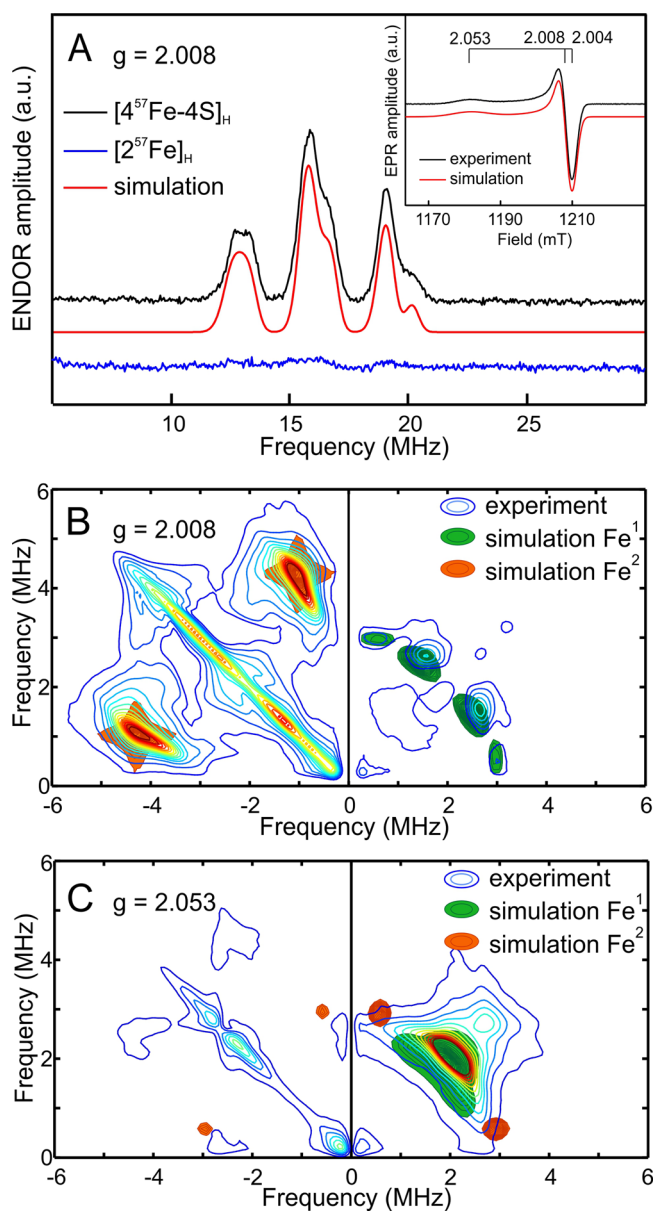 A
g = 2.008
[4⁵⁷Fe-4S]H
[2⁵⁷Fe]H
simulation
ENDOR amplitude (a.u.)
10 15 20 25
Frequency (MHz)
2.053 2.008 2.004
EPR amplitude (a.u.)
experiment
simulation
1170 1190 1210
Field (mT)
B
g = 2.008
experiment
simulation Fe¹
simulation Fe²
Frequency (MHz)
6
4
2
0
-6 -4 -2 0 2 4 6
Frequency (MHz)
C
g = 2.053
experiment
simulation Fe¹
simulation Fe²
Frequency (MHz)
6
4
2
0
-6 -4 -2 0 2 4 6
Frequency (MHz)